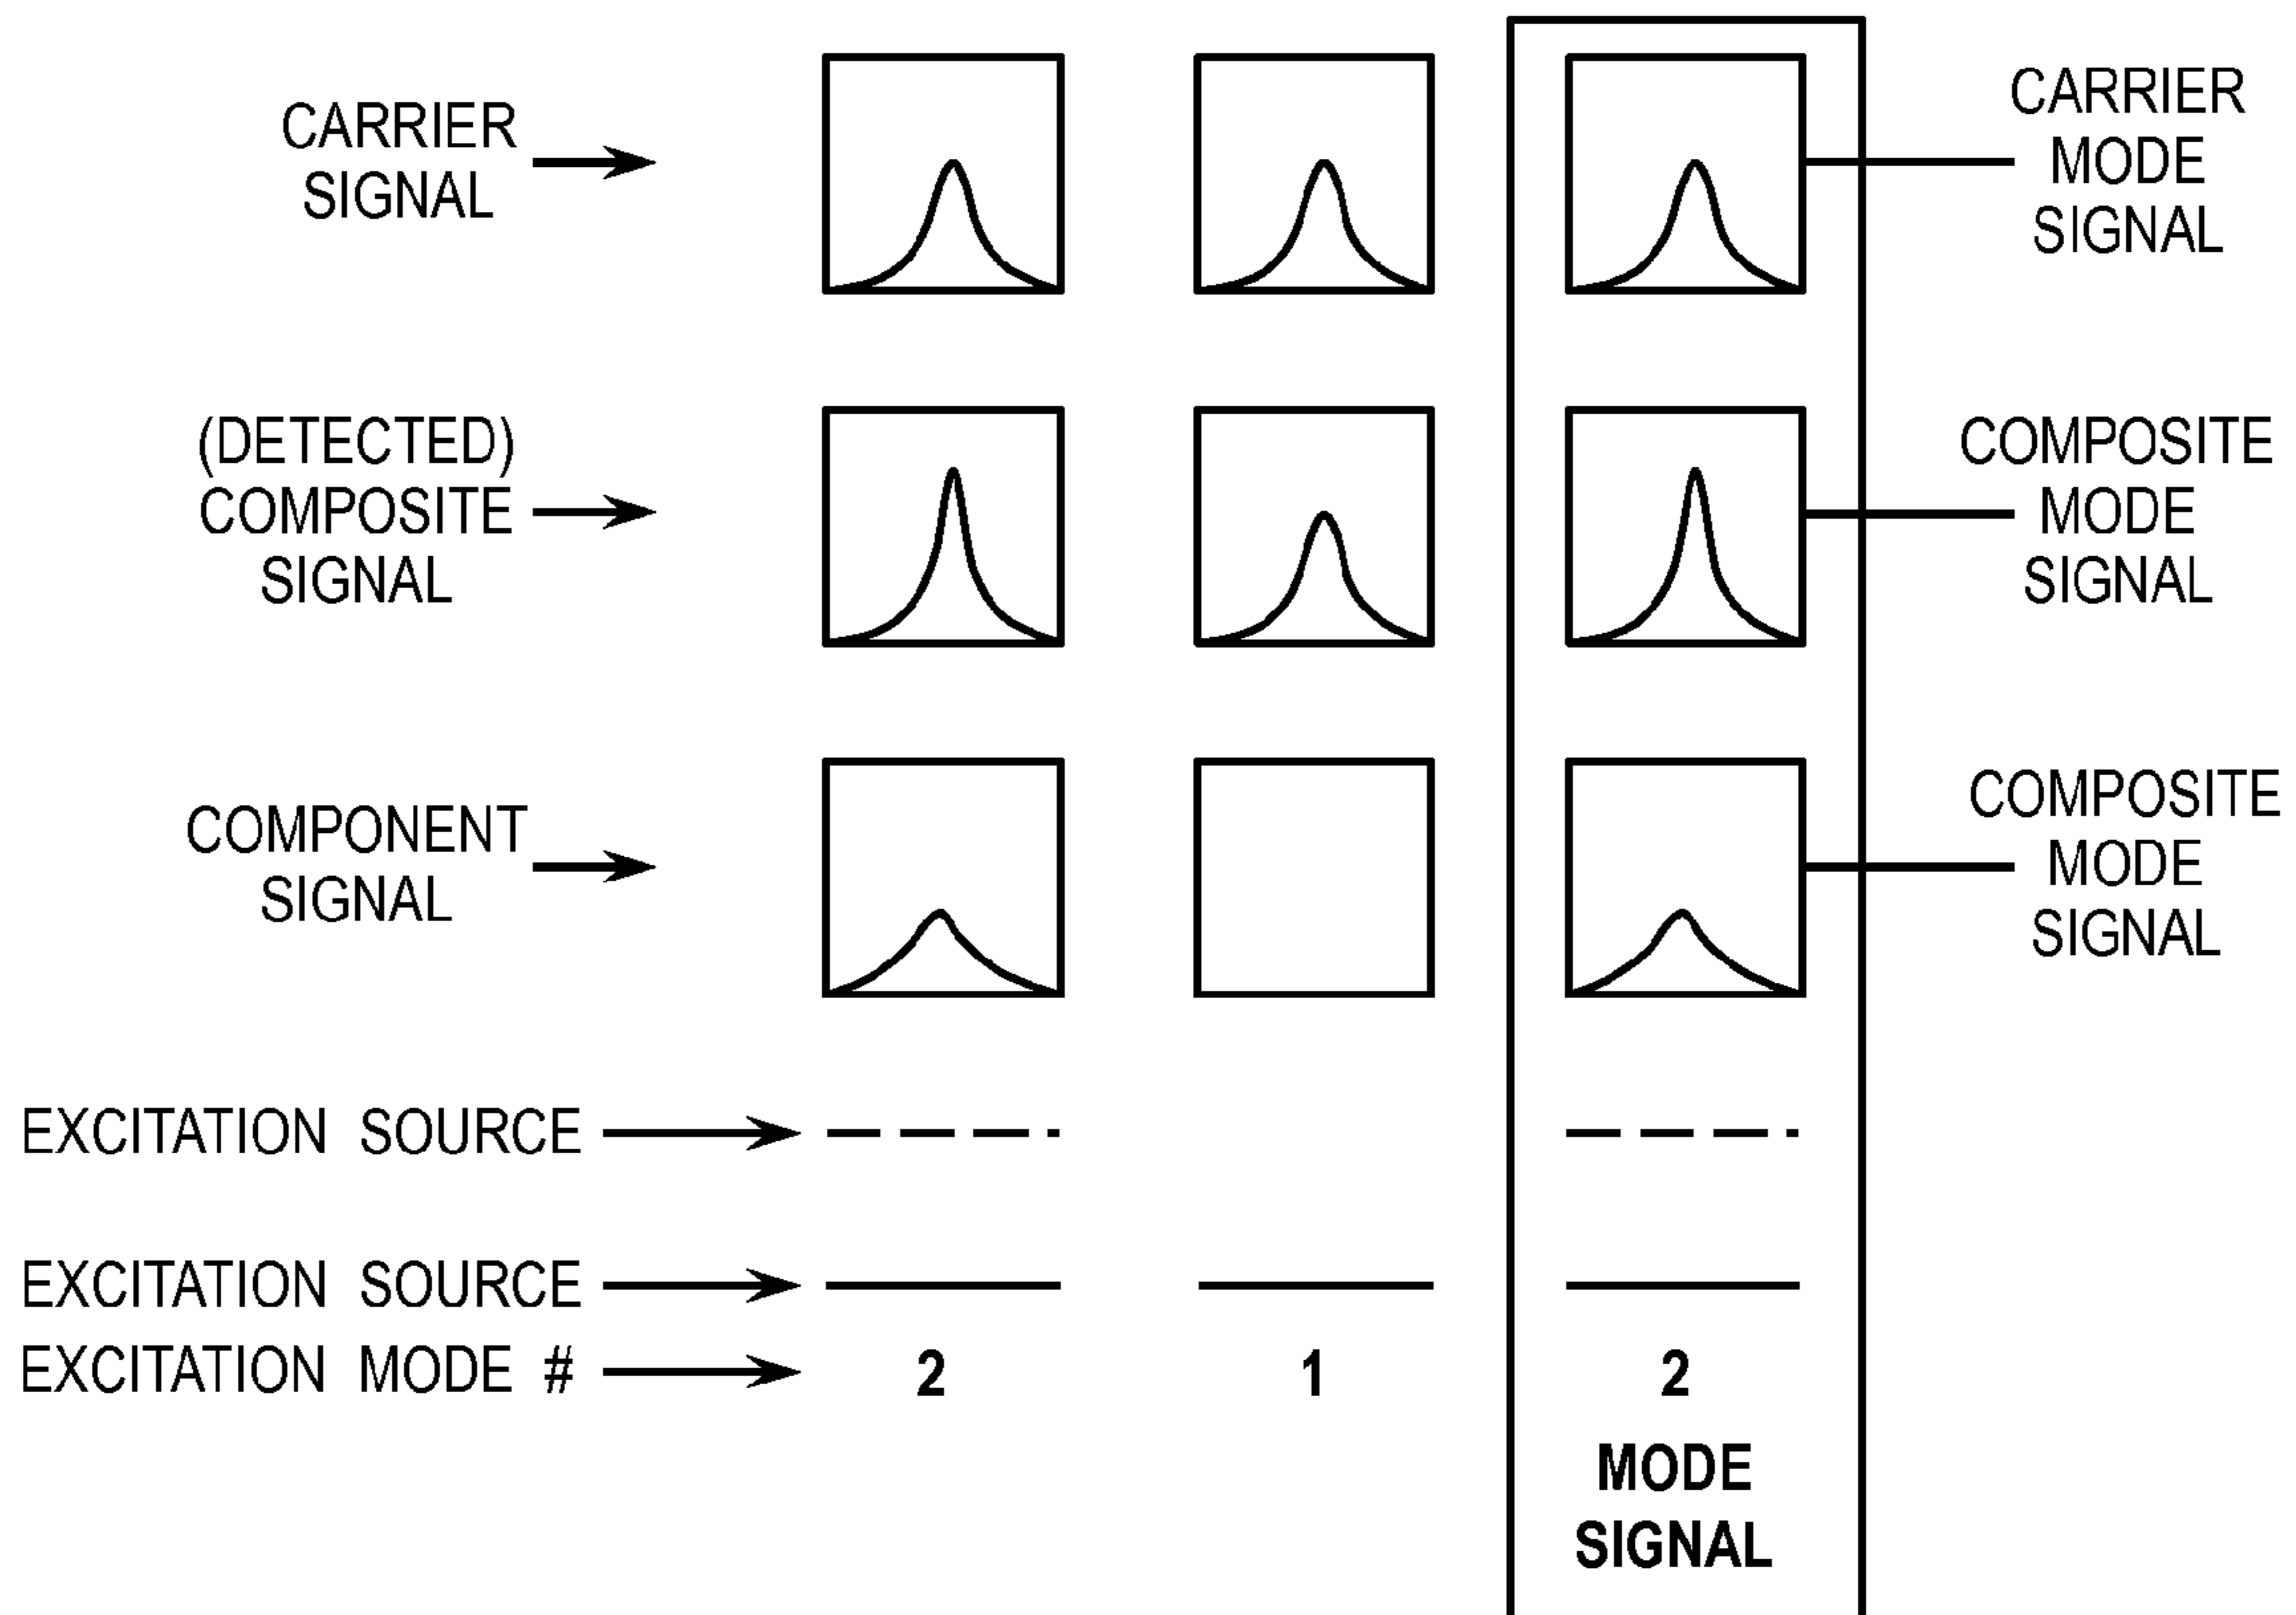 CARRIER
SIGNAL
CARRIER
MODE
SIGNAL
(DETECTED)
COMPOSITE
SIGNAL
COMPOSITE
MODE
SIGNAL
COMPONENT
SIGNAL
COMPOSITE
MODE
SIGNAL
EXCITATION SOURCE
EXCITATION SOURCE
EXCITATION MODE # 2 1 2
MODE
SIGNAL